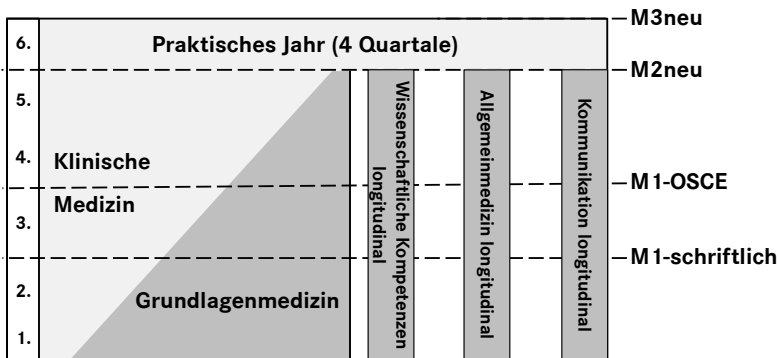 M3neu
6.
Praktisches Jahr (4 Quartale)
M2neu
5.
4.
Klinische
M1-OSCE
Medizin
3.
M1-schriftlich
2.
Grundlagenmedizin
1.
Wissenschaftliche Kompetenzen
longitudinal
Allgemeinmedizin longitudinal
Kommunikation longitudinal